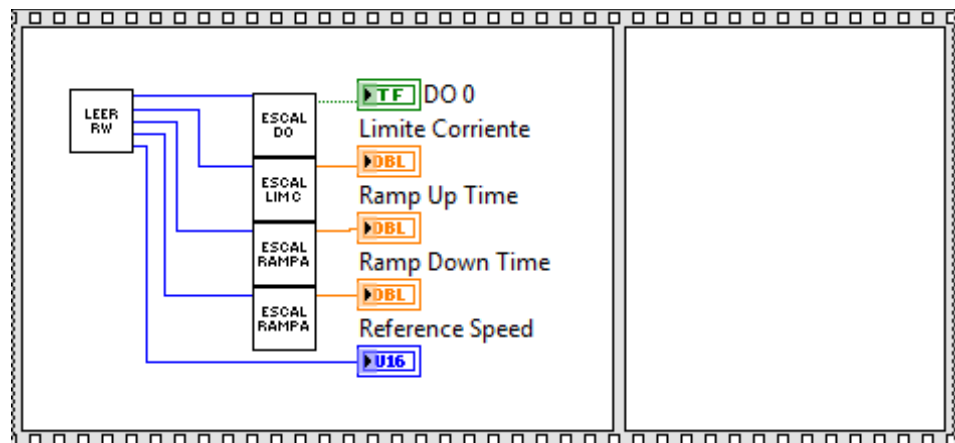 LEER
RW
ESCAL
DO
TF DO 0
Limite Corriente
ESCAL
LIMC
DBL
Ramp Up Time
ESCAL
RAMPA
DBL
Ramp Down Time
ESCAL
RAMPA
DBL
Reference Speed
U16